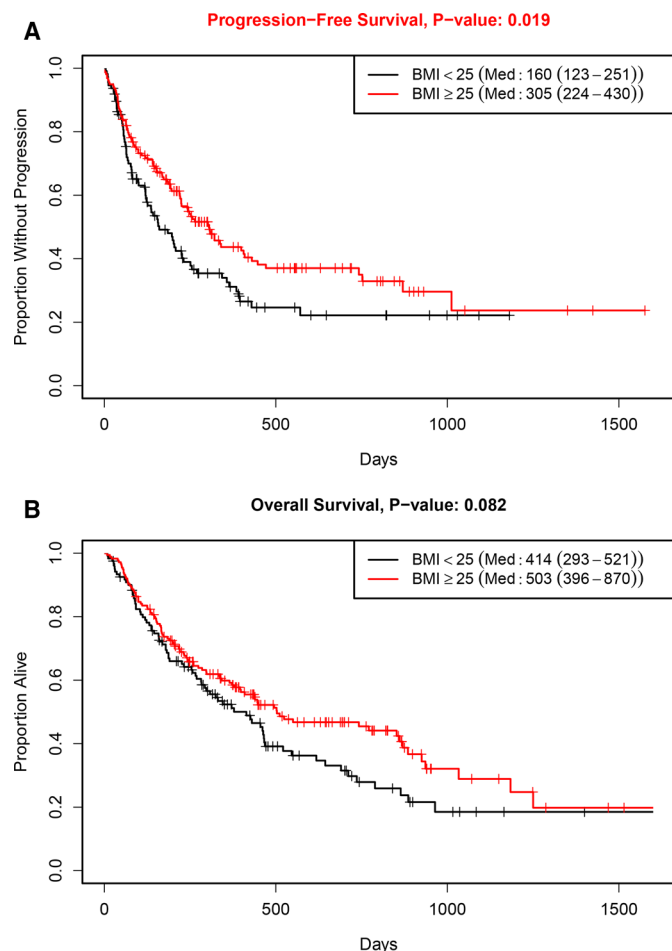 A
Progression−Free Survival, P−value: 0.019
BMI < 25 (Med : 160 (123−251))
BMI ≥ 25 (Med : 305 (224−430))
Proportion Without Progression
1.0
0.8
0.6
0.4
0.2
0.0
0 500 1000 1500
Days
B
Overall Survival, P−value: 0.082
BMI < 25 (Med : 414 (293−521))
BMI ≥ 25 (Med : 503 (396−870))
Proportion Alive
1.0
0.8
0.6
0.4
0.2
0.0
0 500 1000 1500
Days